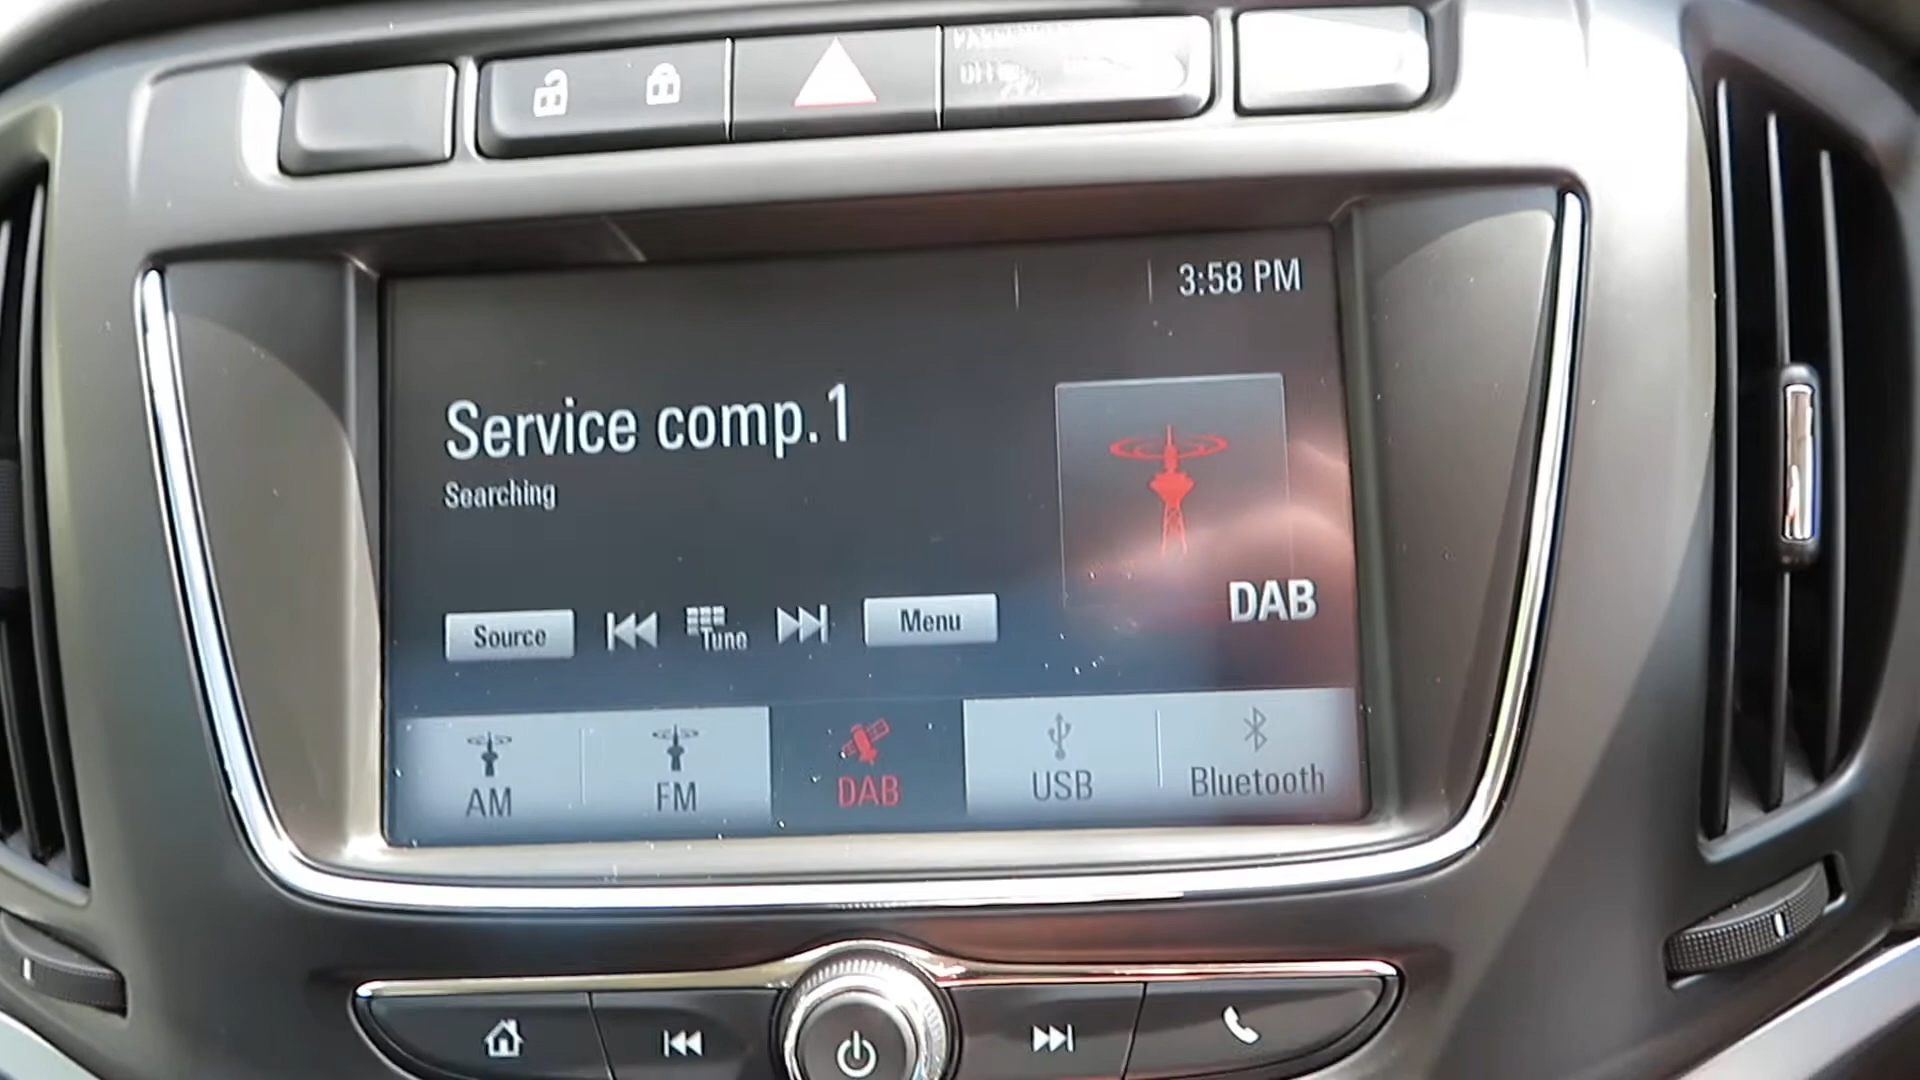 3:58 PM
Service comp.1
Searching
DAB
Source
Tune
Menu
AM
FM
DAB
USB
Bluetooth